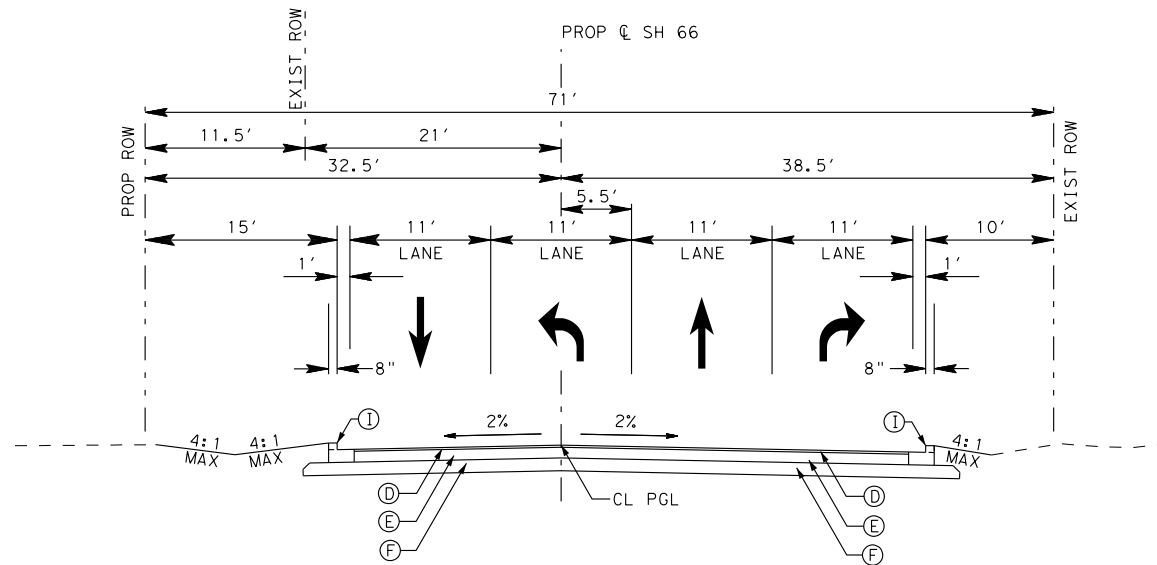 EXIST ROW
PROP ℄ SH 66
71'
PROP ROW
11.5'
21'
EXIST ROW
32.5'
38.5'
5.5'
15'
11'
LANE
11'
LANE
11'
LANE
11'
LANE
10'
1'
1'
8"
8"
I
2%
2%
I
4:1
MAX
4:1
MAX
4:1
MAX
D
E
F
CL PGL
D
E
F